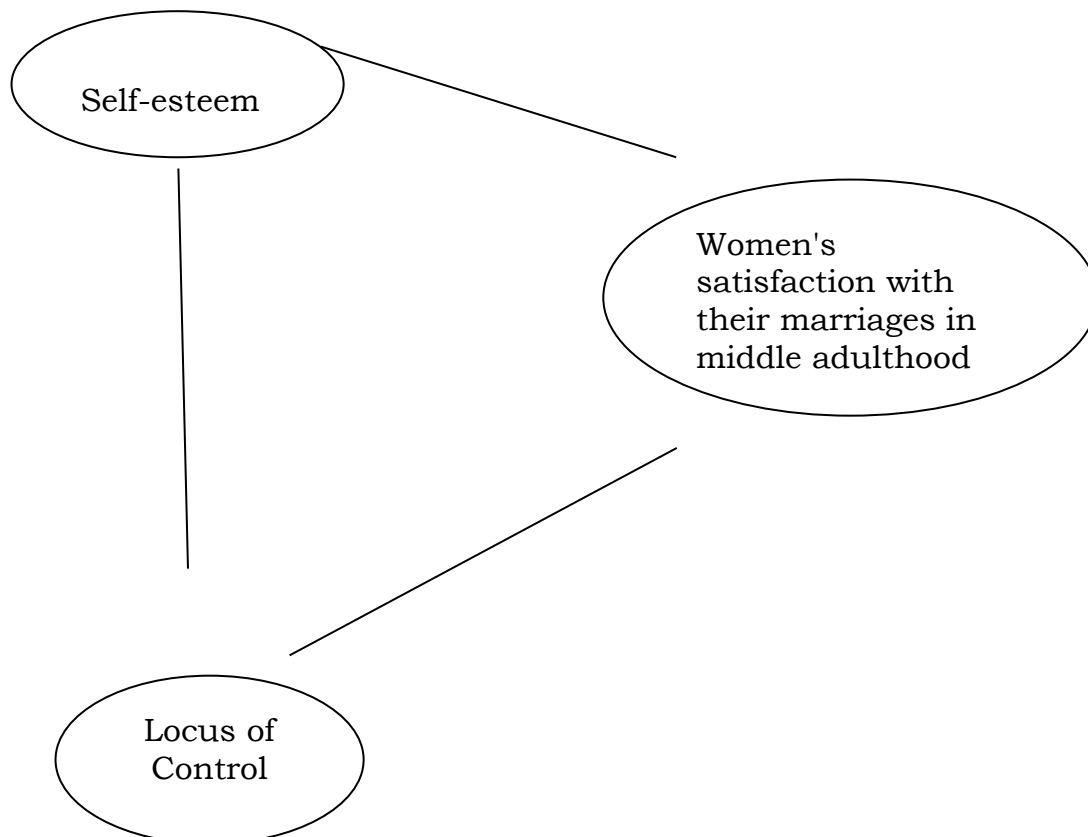 Self-esteem
Women's
satisfaction with
their marriages in
middle adulthood
Locus of
Control